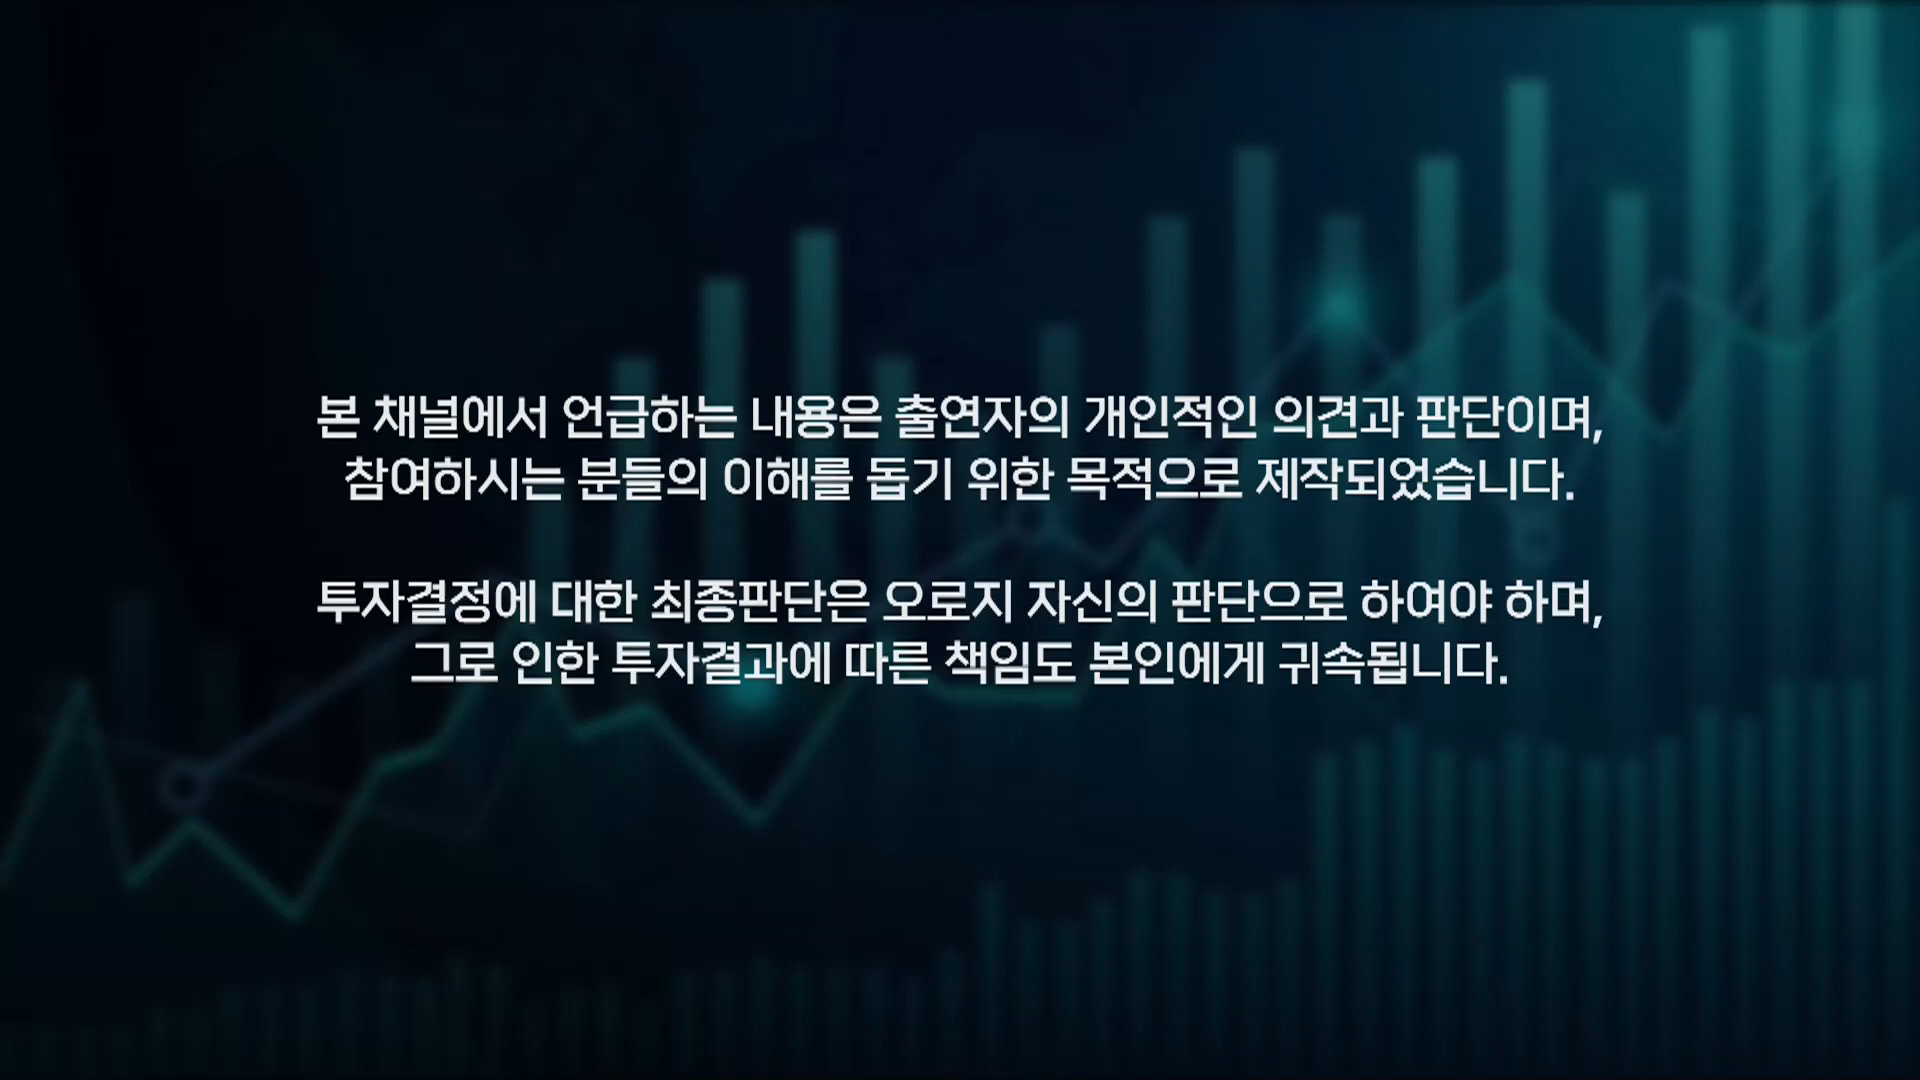 본 채널에서 언급하는 내용은 출연자의 개인적인 의견과 판단이며,
참여하시는 분들의 이해를 돕기 위한 목적으로 제작되었습니다.
투자결정에 대한 최종판단은 오로지 자신의 판단으로 하여야 하며,
그로 인한 투자결과에 따른 책임도 본인에게 귀속됩니다.